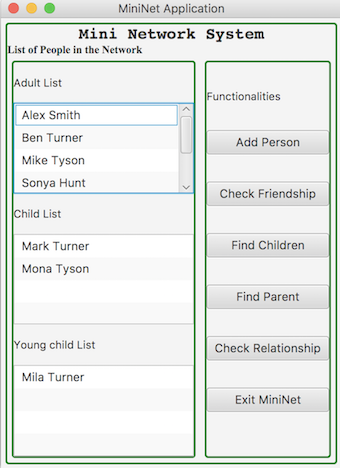 MiniNet Application
Mini Network System
List of People in the Network
Adult List
Alex Smith
Ben Turner
Mike Tyson
Sonya Hunt
Child List
Mark Turner
Mona Tyson
Young child List
Mila Turner
Functionalities
Add Person
Check Friendship
Find Children
Find Parent
Check Relationship
Exit MiniNet